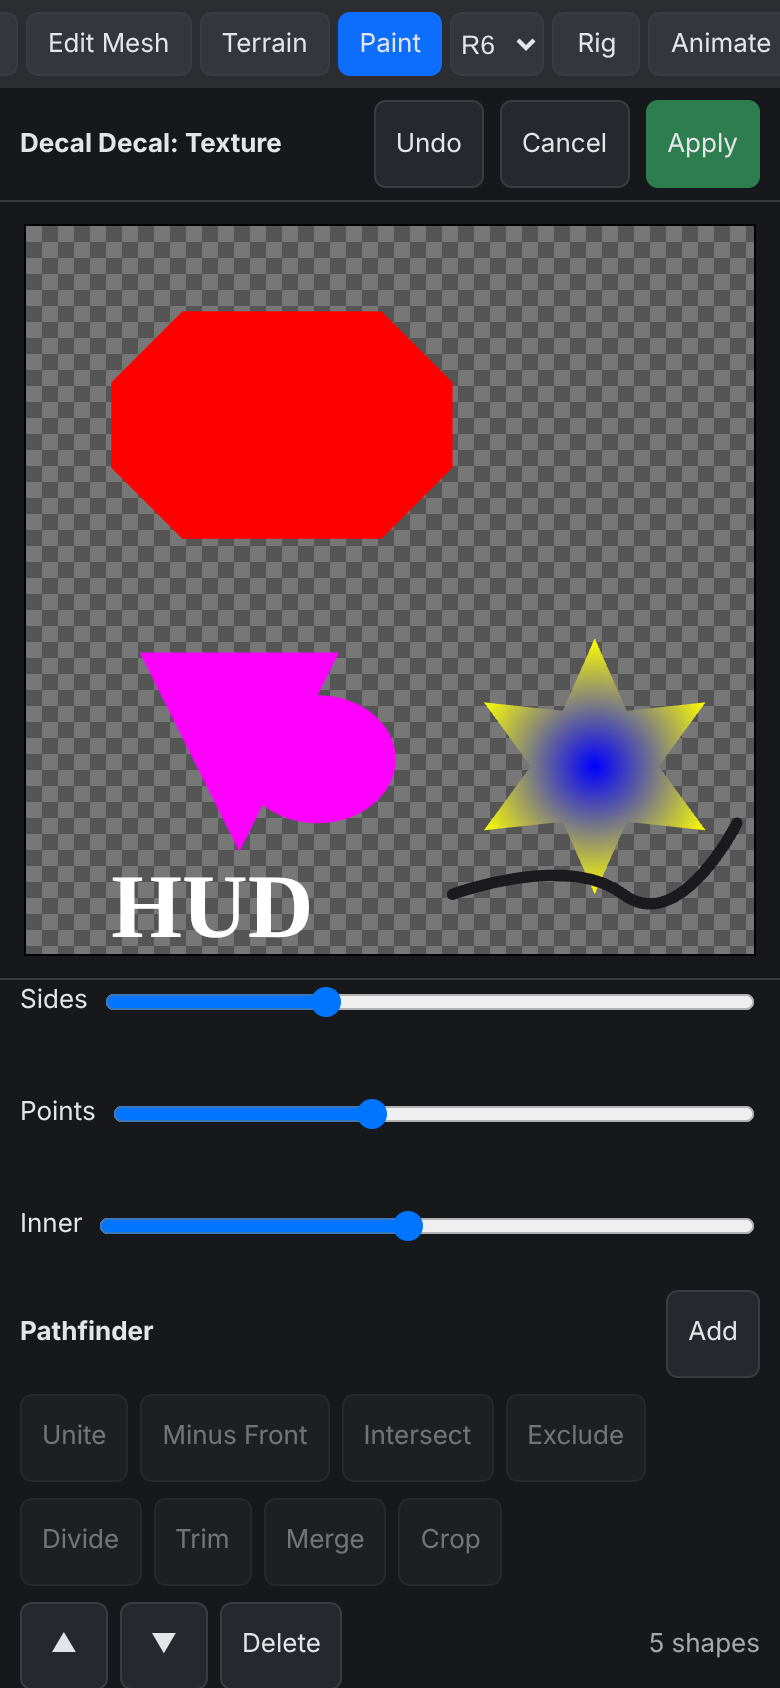 Edit Mesh Terrain Paint R6 Rig Animate
Decal Decal: Texture Undo Cancel Apply
HUD
Sides
Points
Inner
Pathfinder Add
Unite Minus Front Intersect Exclude
Divide Trim Merge Crop
▲ ▼ Delete 5 shapes